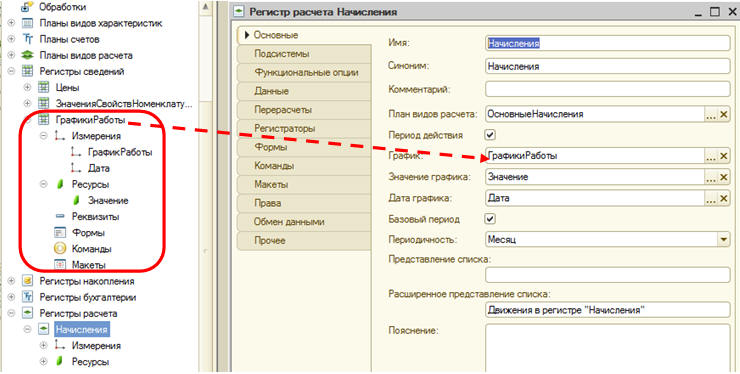 Обработки
Планы видов характеристик
Планы счетов
Планы видов расчета
Регистры сведений
Цены
ЗначенияСвойствНоменклату...
ГрафикиРаботы
Измерения
ГрафикРаботы
Дата
Ресурсы
Значение
Реквизиты
Формы
Команды
Макеты
Регистры накопления
Регистры бухгалтерии
Регистры расчета
Начисления
Измерения
Ресурсы
Регистр расчета Начисления
Основные
Подсистемы
Функциональные опции
Данные
Перерасчеты
Регистраторы
Формы
Команды
Макеты
Права
Обмен данными
Прочее
Имя: Начисления
Синоним: Начисления
Комментарий:
План видов расчета: ОсновныеНачисления ...
Период действия
График: ГрафикиРаботы ...
Значение графика: Значение ...
Дата графика: Дата ...
Базовый период
Периодичность: Месяц
Представление списка:
Расширенное представление списка:
Движения в регистре "Начисления"
Пояснение: